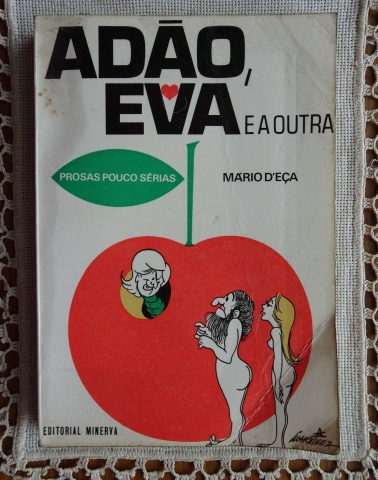 ADÃO,
EVA E A OUTRA
PROSAS POUCO SÉRIAS
MÁRIO D'EÇA
EDITORIAL MINERVA